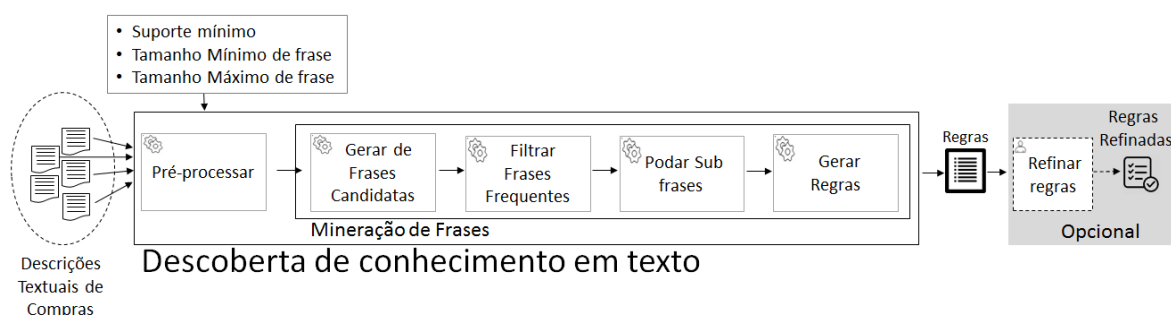 • Suporte mínimo
• Tamanho Mínimo de frase
• Tamanho Máximo de frase
Descrições
Textuais de
Compras
Pré-processar
Gerar de
Frases
Candidatas
Filtrar
Frases
Frequentes
Podar Sub
frases
Gerar
Regras
Mineração de Frases
Descoberta de conhecimento em texto
Regras
Refinar
regras
Regras
Refinadas
Opcional